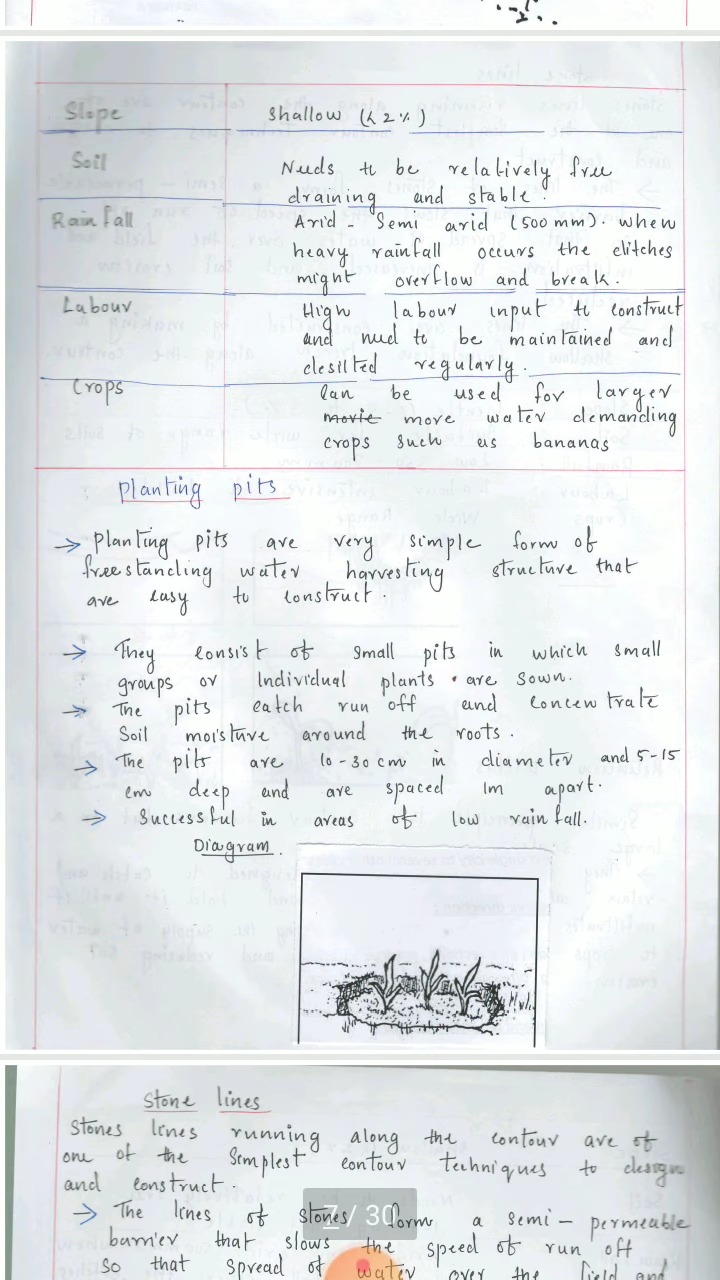 Slope shallow (< 2%)
Soil Needs to be relatively free
draining and stable.
Rainfall Arid - Semi arid (500mm). when
heavy rainfall occurs the ditches
might overflow and break.
Labour High labour input to construct
and need to be maintained and
desilted regularly.
Crops Can be used for larger
more water demanding
crops such as bananas
Planting pits
→ Planting pits are very simple form of
freestanding water harvesting structure that
are easy to construct.
→ They consist of small pits in which small
groups or Individual plants are sown.
→ The pits catch run off and concentrate
Soil moisture around the roots.
→ The pits are 10-30 cm in diameter and 5-15
cm deep and are spaced 1m apart.
→ Successful in areas of low rain fall.
Diagram.
Stone lines
Stones lines running along the contour are of
one of the Simplest contour techniques to design
and construct.
7 / 30
→ The lines of stones form a semi - permeable
barrier that slows the speed of run off
So that spread of water over the field and